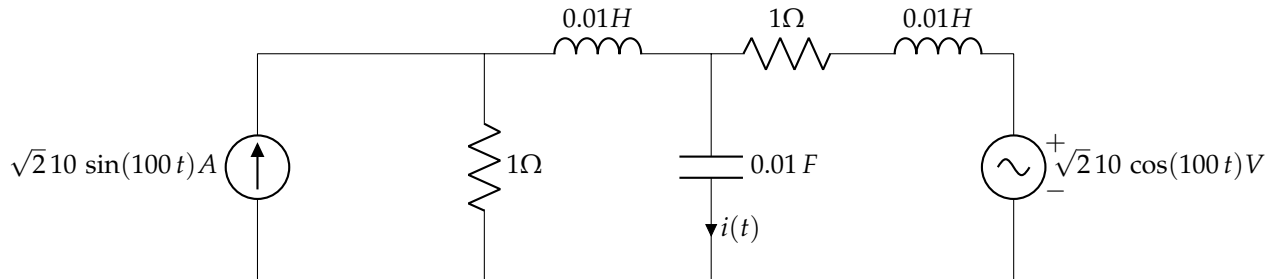 0.01H
1Ω
0.01H
√2 10 sin(100 t) A
1Ω
0.01 F
+
√2 10 cos(100 t)V
−
i(t)